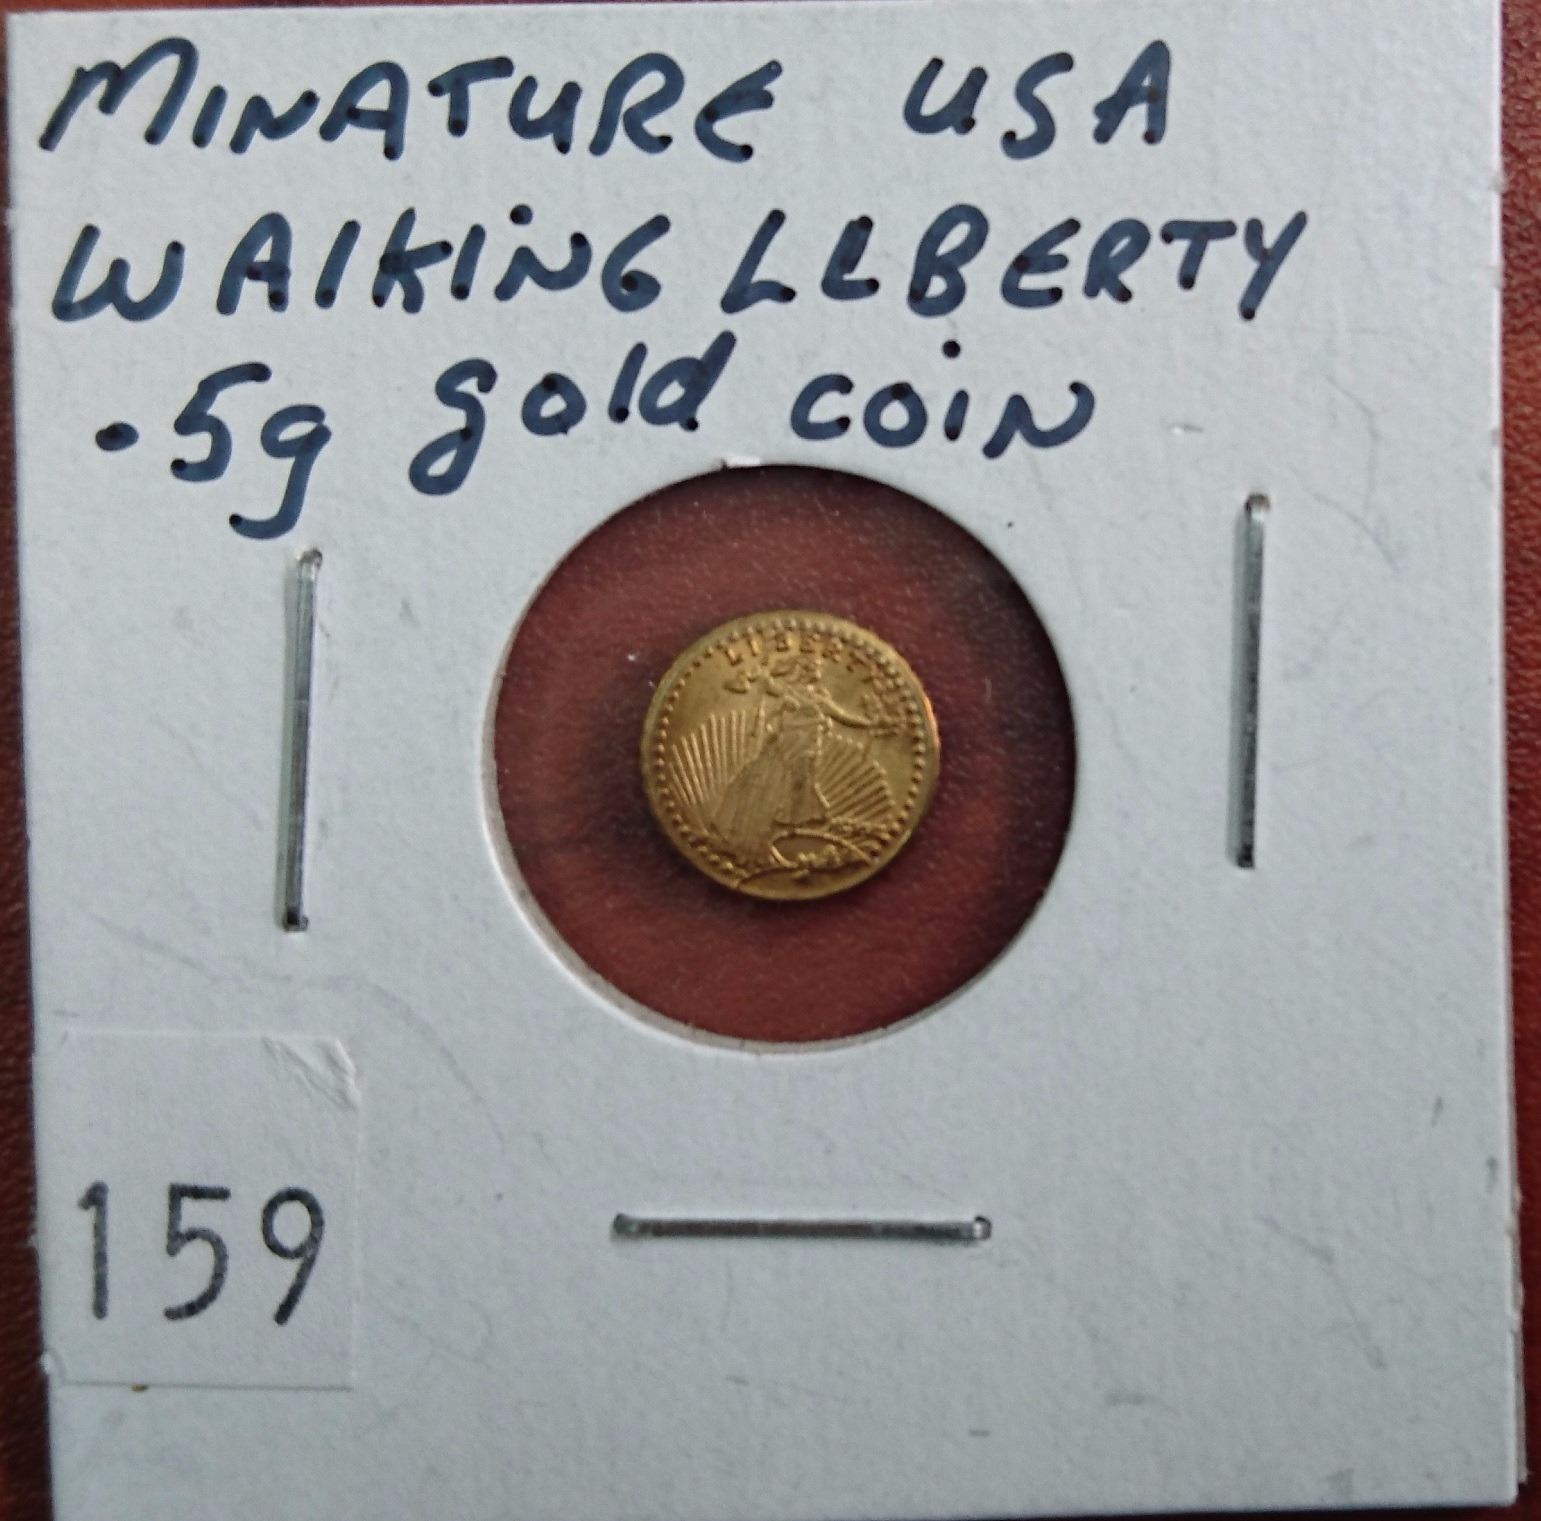 MINATURE USA
WAlKiNG LLBERTY
.5g gold coiN
LIBERTY
159